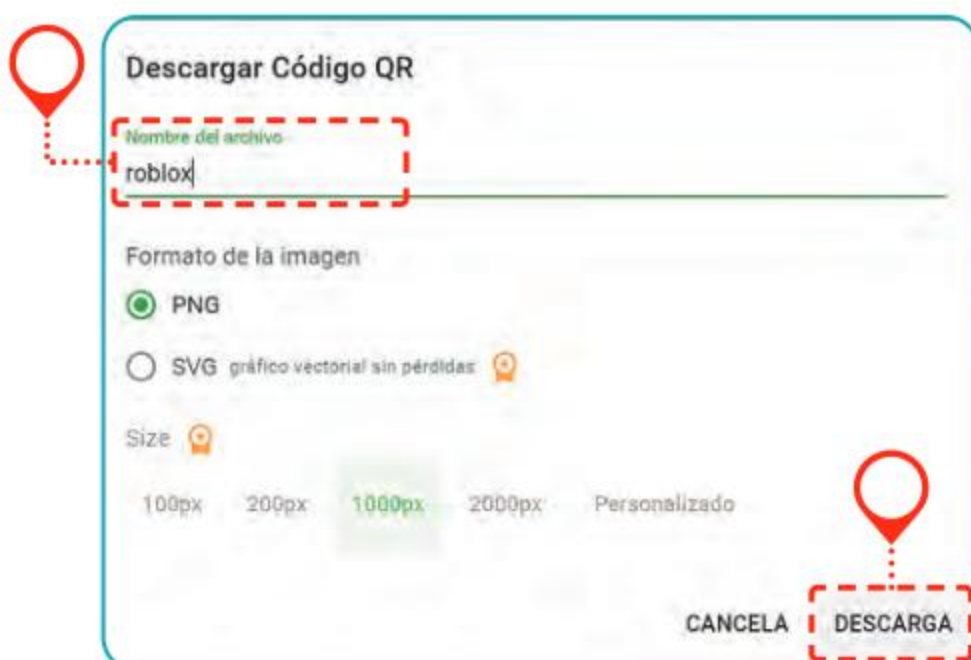 Descargar Código QR
Nombre del archivo
roblox
Formato de la imagen
PNG
SVG gráfico vectorial sin pérdidas
Size
100px 200px 1000px 2000px Personalizado
CANCELA DESCARGA